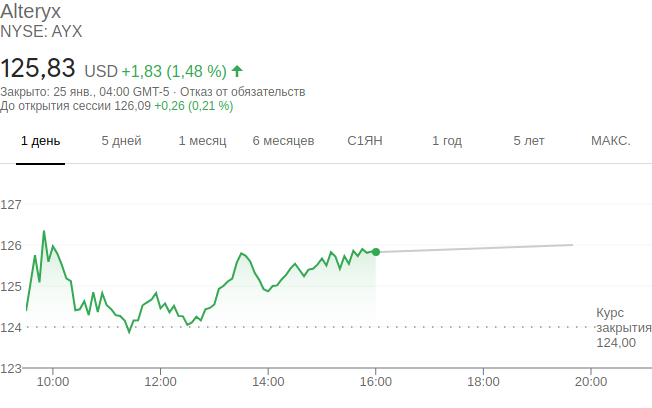 Alteryx
NYSE: AYX
125,83 USD +1,83 (1,48 %)
Закрыто: 25 янв., 04:00 GMT-5 · Отказ от обязательств
До открытия сессии 126,09 +0,26 (0,21 %)
1 день 5 дней 1 месяц 6 месяцев С1ЯН 1 год 5 лет МАКС.
127
126
125
124
123
Курс
закрытия
124,00
10:00 12:00 14:00 16:00 18:00 20:00